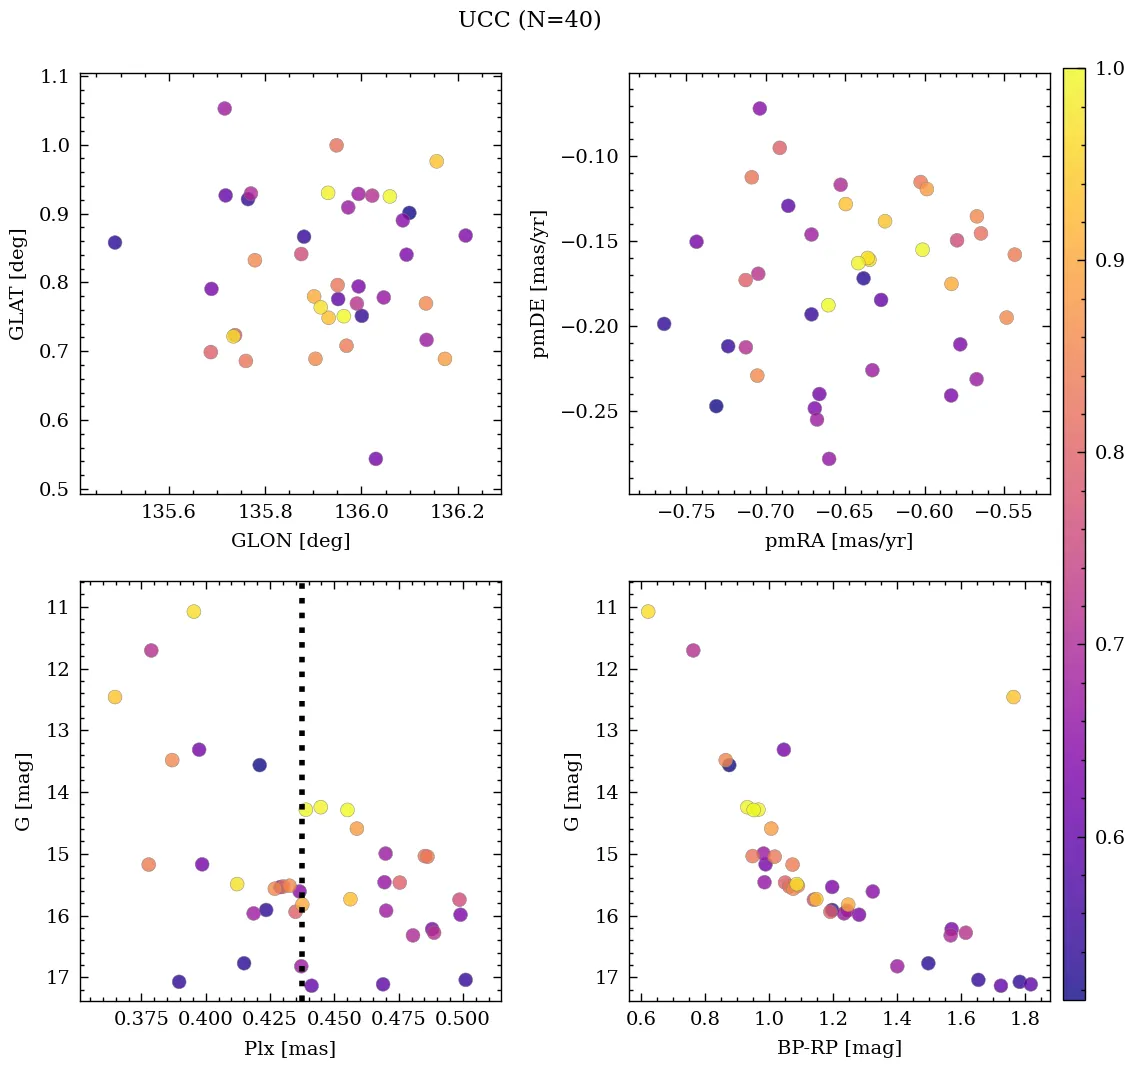 UCC (N=40)
1.1
1.0
0.9
0.8
0.7
0.6
0.5
GLAT [deg]
135.6 135.8 136.0 136.2
GLON [deg]
−0.10
−0.15
−0.20
−0.25
pmDE [mas/yr]
−0.75 −0.70 −0.65 −0.60 −0.55
pmRA [mas/yr]
11
12
13
14
15
16
17
G [mag]
0.375 0.400 0.425 0.450 0.475 0.500
Plx [mas]
11
12
13
14
15
16
17
G [mag]
0.6 0.8 1.0 1.2 1.4 1.6 1.8
BP-RP [mag]
1.0
0.9
0.8
0.7
0.6